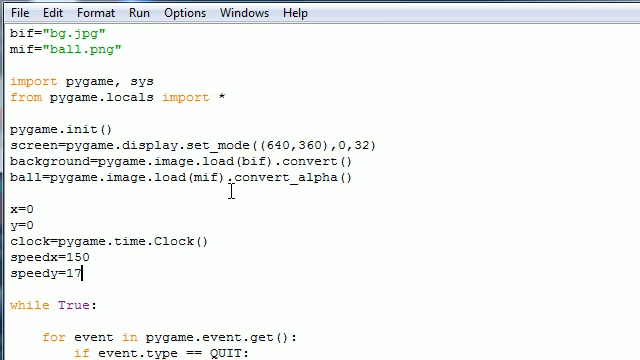 File Edit Format Run Options Windows Help
bif="bg.jpg"
mif="ball.png"
import pygame, sys
from pygame.locals import *
pygame.init()
screen=pygame.display.set_mode((640,360),0,32)
background=pygame.image.load(bif).convert()
ball=pygame.image.load(mif).convert_alpha()
x=0
y=0
clock=pygame.time.Clock()
speedx=150
speedy=17
while True:
for event in pygame.event.get():
if event.type == QUIT: